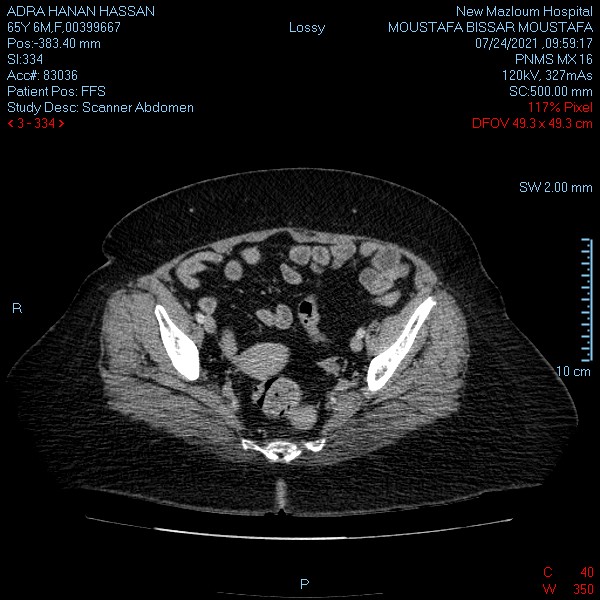 ADRA HANAN HASSAN
65Y 6M,F,00399667
Pos:-383.40 mm
SI:334
Acc#: 83036
Patient Pos: FFS
Study Desc: Scanner Abdomen
< 3 - 334 >
Lossy
New Mazloum Hospital
MOUSTAFA BISSAR MOUSTAFA
07/24/2021 ,09:59:17
PNMS MX 16
120kV, 327mAs
SC:500.00 mm
117% Pixel
DFOV 49.3 x 49.3 cm
SW 2.00 mm
R
10 cm
P
C 40
W 350